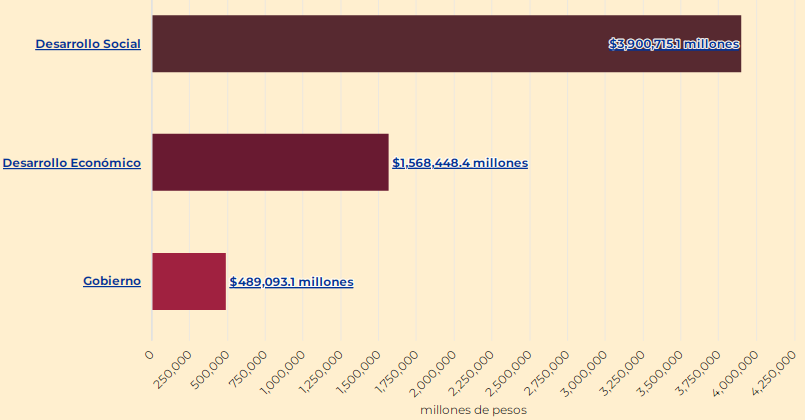 Desarrollo Social
$3,900,715.1 millones
Desarrollo Económico
$1,568,448.4 millones
Gobierno
$489,093.1 millones
0
250,000
500,000
750,000
1,000,000
1,250,000
1,500,000
1,750,000
2,000,000
2,250,000
2,500,000
2,750,000
3,000,000
3,250,000
3,500,000
3,750,000
4,000,000
4,250,000
millones de pesos